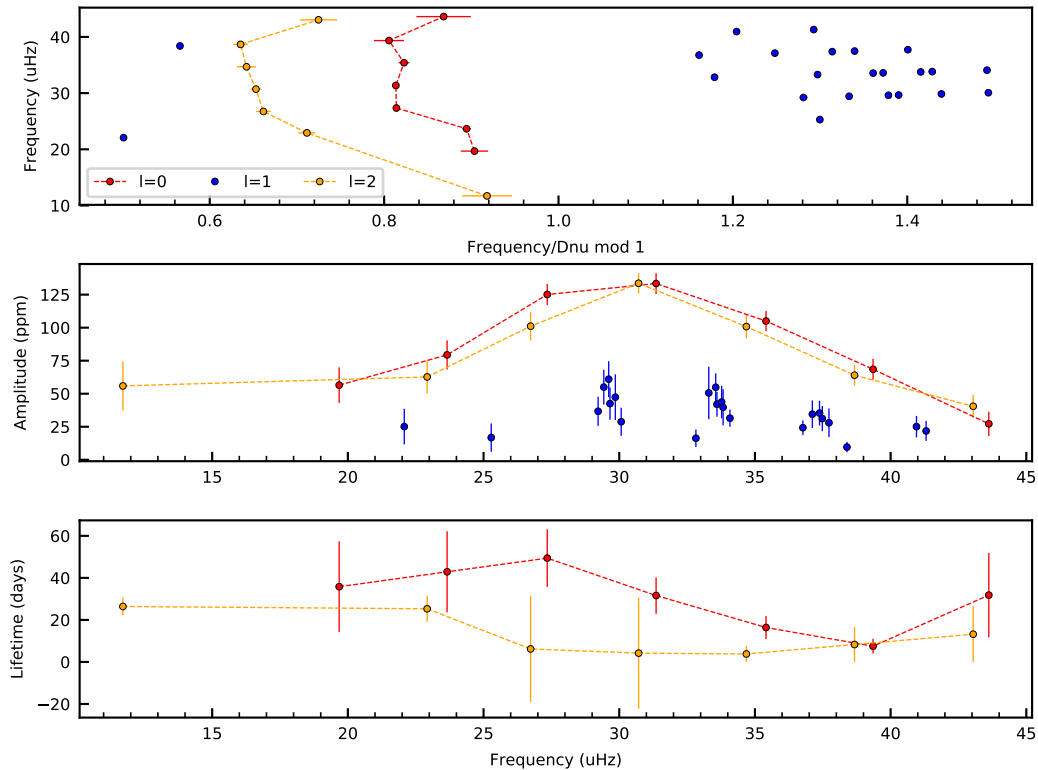 Frequency (uHz)
40
30
20
10
l=0 l=1 l=2
0.6 0.8 1.0 1.2 1.4
Frequency/Dnu mod 1
Amplitude (ppm)
125
100
75
50
25
0
15 20 25 30 35 40 45
Lifetime (days)
60
40
20
0
−20
15 20 25 30 35 40 45
Frequency (uHz)